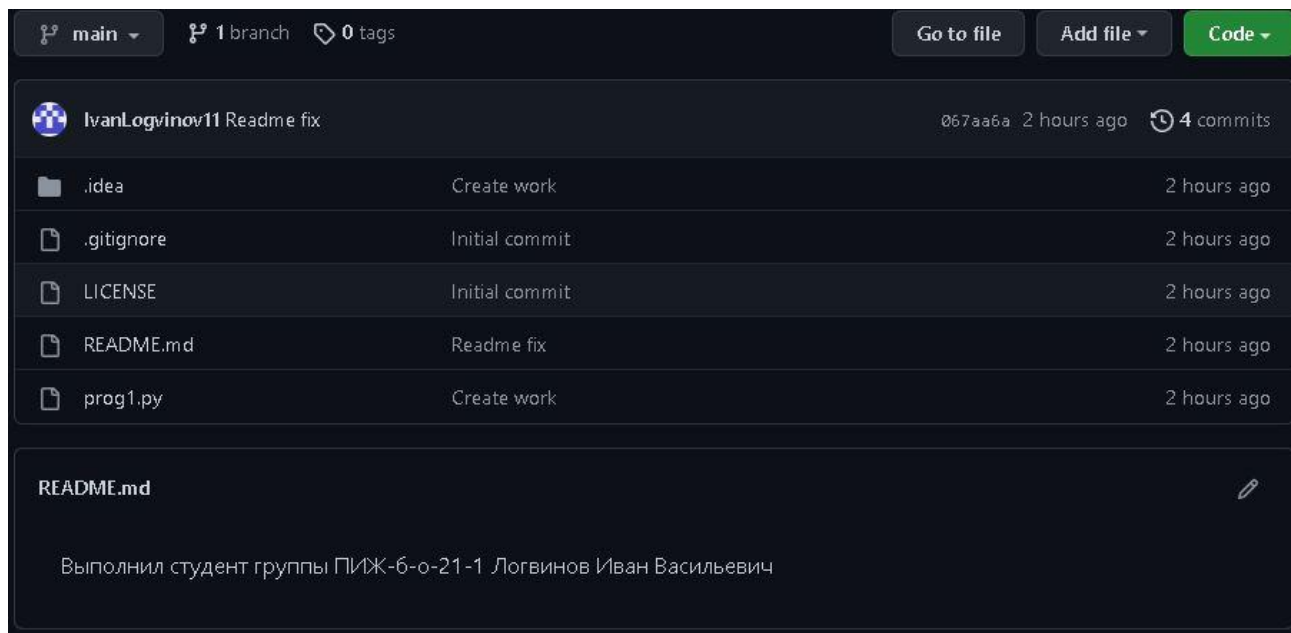 main 1 branch 0 tags Go to file Add file Code
IvanLogvinov11 Readme fix 067aa6a 2 hours ago 4 commits
.idea Create work 2 hours ago
.gitignore Initial commit 2 hours ago
LICENSE Initial commit 2 hours ago
README.md Readme fix 2 hours ago
prog1.py Create work 2 hours ago
README.md
Выполнил студент группы ПИЖ-б-о-21-1 Логвинов Иван Васильевич